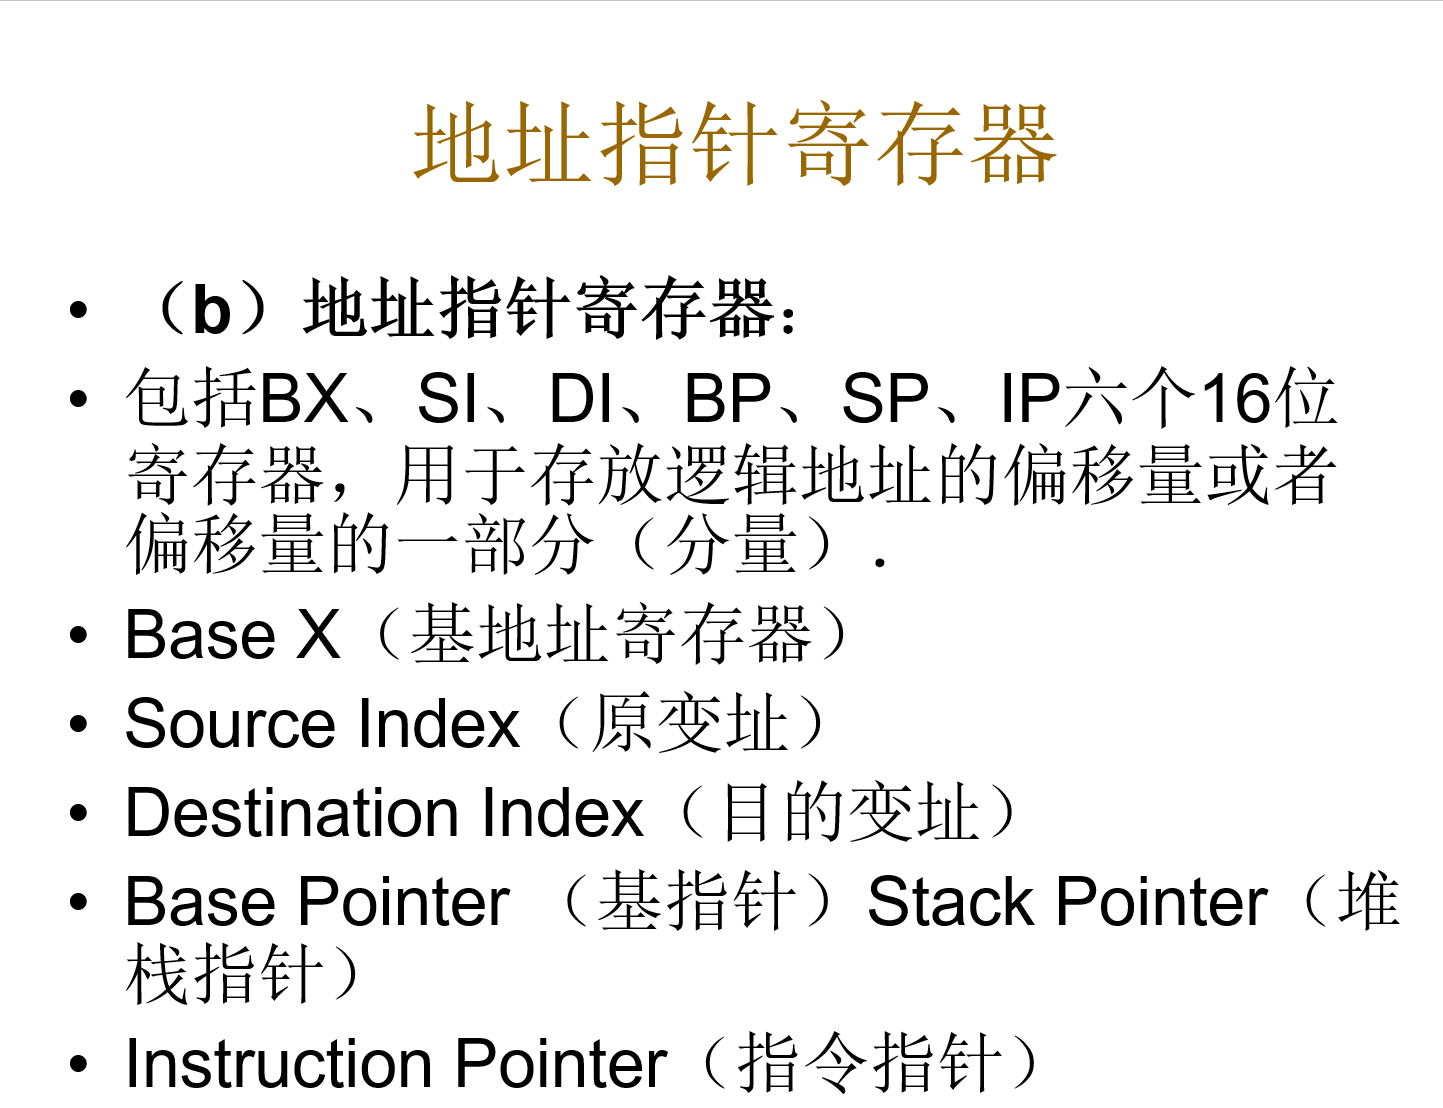 地址指针寄存器
• （b）地址指针寄存器：
• 包括BX、SI、DI、BP、SP、IP六个16位
寄存器，用于存放逻辑地址的偏移量或者
偏移量的一部分（分量）．
• Base X（基地址寄存器）
• Source Index（原变址）
• Destination Index（目的变址）
• Base Pointer （基指针）Stack Pointer（堆
栈指针）
• Instruction Pointer（指令指针）